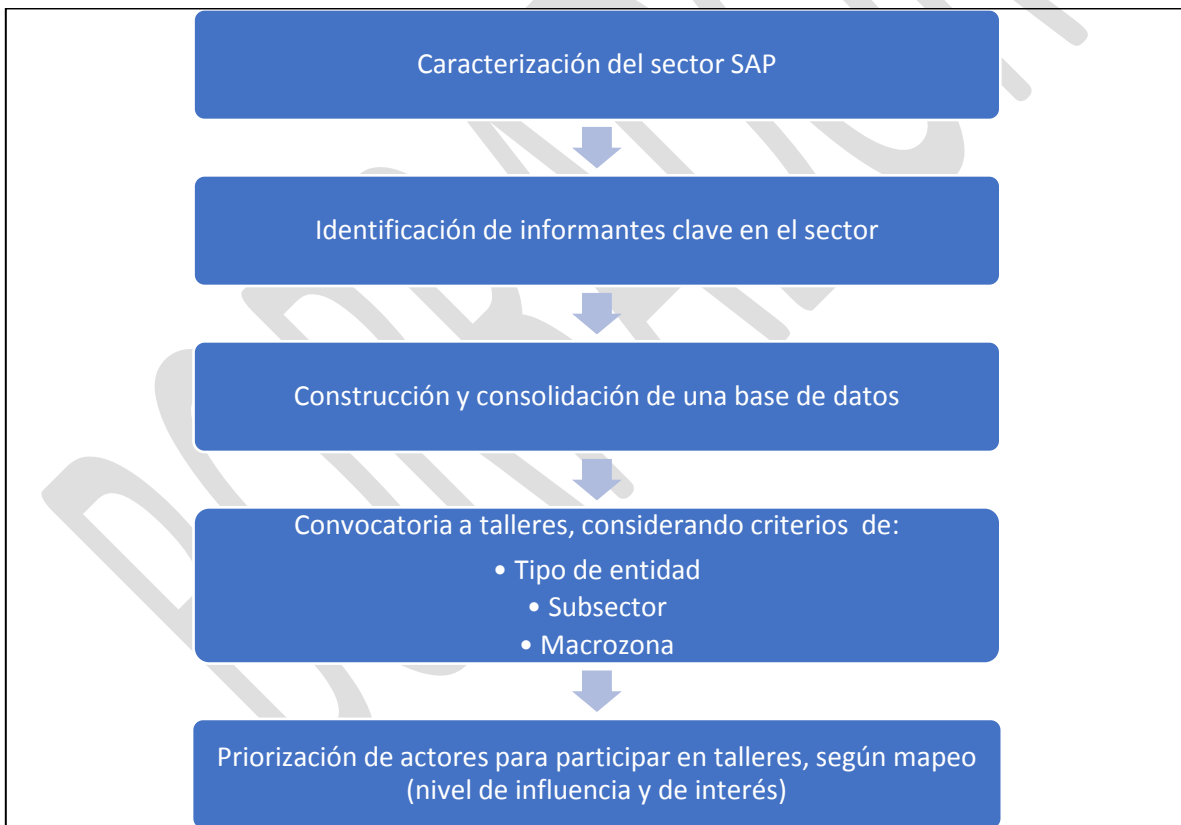 Caracterización del sector SAP
Identificación de informantes clave en el sector
Construcción y consolidación de una base de datos
Convocatoria a talleres, considerando criterios de:
• Tipo de entidad
• Subsector
• Macrozona
Priorización de actores para participar en talleres, según mapeo
(nivel de influencia y de interés)